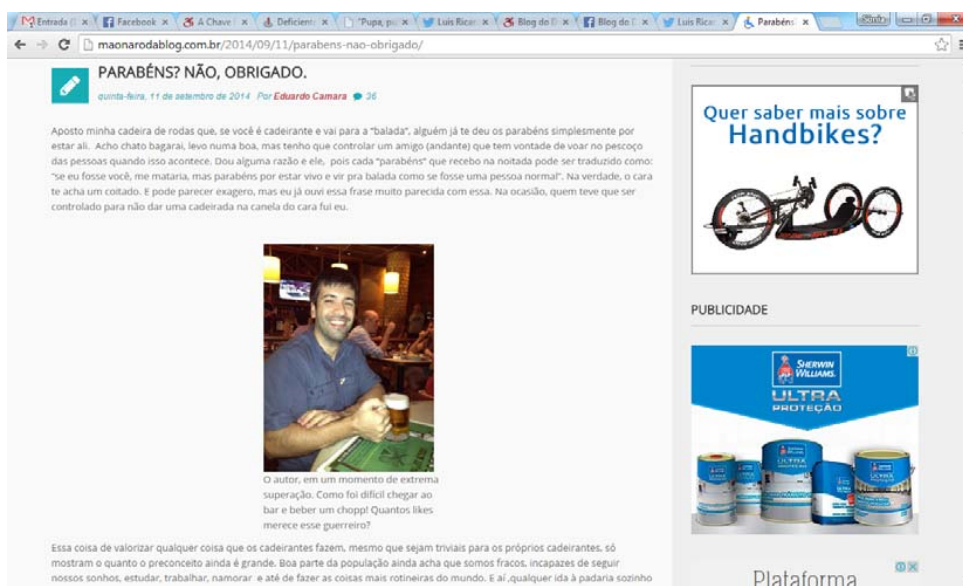 Entrada (
Facebook
A Chave
Deficient
"Pupa, pu
Luis Ricar
Blog do D
Blog do D
Luis Ricar
Parabéns
maonarodablog.com.br/2014/09/11/parabens-nao-obrigado/
PARABÉNS? NÃO, OBRIGADO.
quinta-feira, 11 de setembro de 2014 Por Eduardo Camara 36
Aposto minha cadeira de rodas que, se você é cadeirante e vai para a "balada", alguém já te deu os parabéns simplesmente por
estar ali. Acho chato bagarai, levo numa boa, mas tenho que controlar um amigo (andante) que tem vontade de voar no pescoço
das pessoas quando isso acontece. Dou alguma razão e ele, pois cada "parabéns" que recebo na noitada pode ser traduzido como:
"se eu fosse você, me mataria, mas parabéns por estar vivo e vir pra balada como se fosse uma pessoa normal". Na verdade, o cara
te acha um coitado. E pode parecer exagero, mas eu já ouvi essa frase muito parecida com essa. Na ocasião, quem teve que ser
controlado para não dar uma cadeirada na canela do cara fui eu.
O autor, em um momento de extrema
superação. Como foi difícil chegar ao
bar e beber um chopp! Quantos likes
merece esse guerreiro?
Essa coisa de valorizar qualquer coisa que os cadeirantes fazem, mesmo que sejam triviais para os próprios cadeirantes, só
mostram o quanto o preconceito ainda é grande. Boa parte da população ainda acha que somos fracos, incapazes de seguir
nossos sonhos, estudar, trabalhar, namorar e até de fazer as coisas mais rotineiras do mundo. E aí ,qualquer ida à padaria sozinho
Quer saber mais sobre
Handbikes?
PUBLICIDADE
SHERWIN
WILLIAMS.
ULTRA
PROTEÇÃO
Plataforma